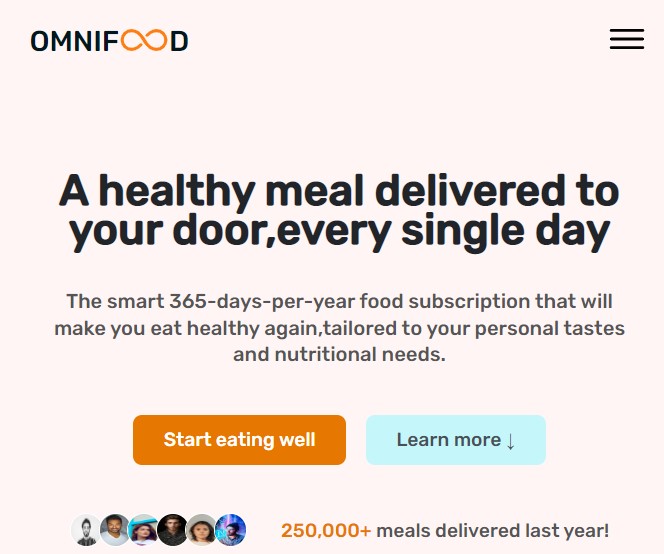 OMNIFOOD
A healthy meal delivered to
your door,every single day
The smart 365-days-per-year food subscription that will
make you eat healthy again,tailored to your personal tastes
and nutritional needs.
Start eating well
Learn more ↓
250,000+ meals delivered last year!